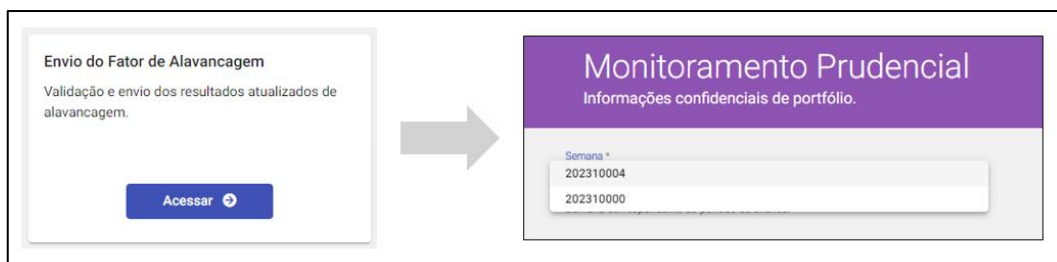 Envio do Fator de Alavancagem
Validação e envio dos resultados atualizados de
alavancagem.
Acessar
Monitoramento Prudencial
Informações confidenciais de portfólio.
Semana *
202310004
202310000